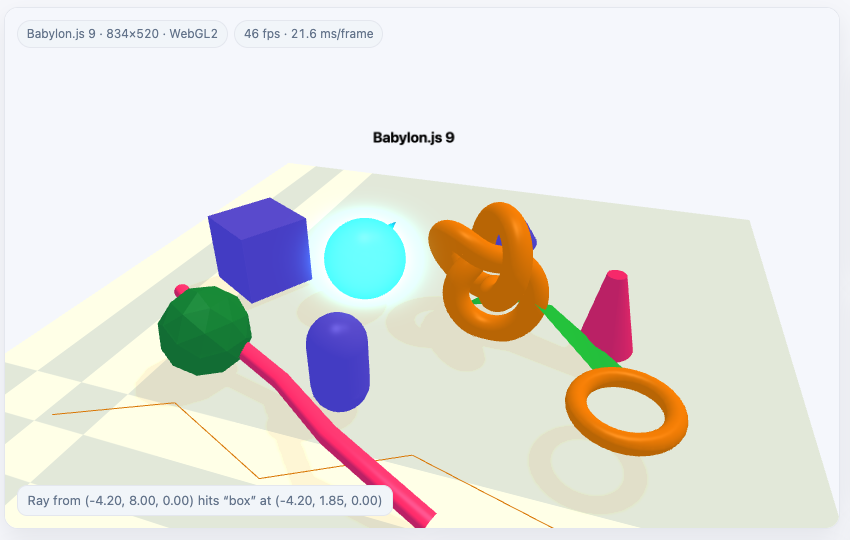 Babylon.js 9 · 834×520 · WebGL2
46 fps · 21.6 ms/frame
Babylon.js 9
Ray from (-4.20, 8.00, 0.00) hits “box” at (-4.20, 1.85, 0.00)